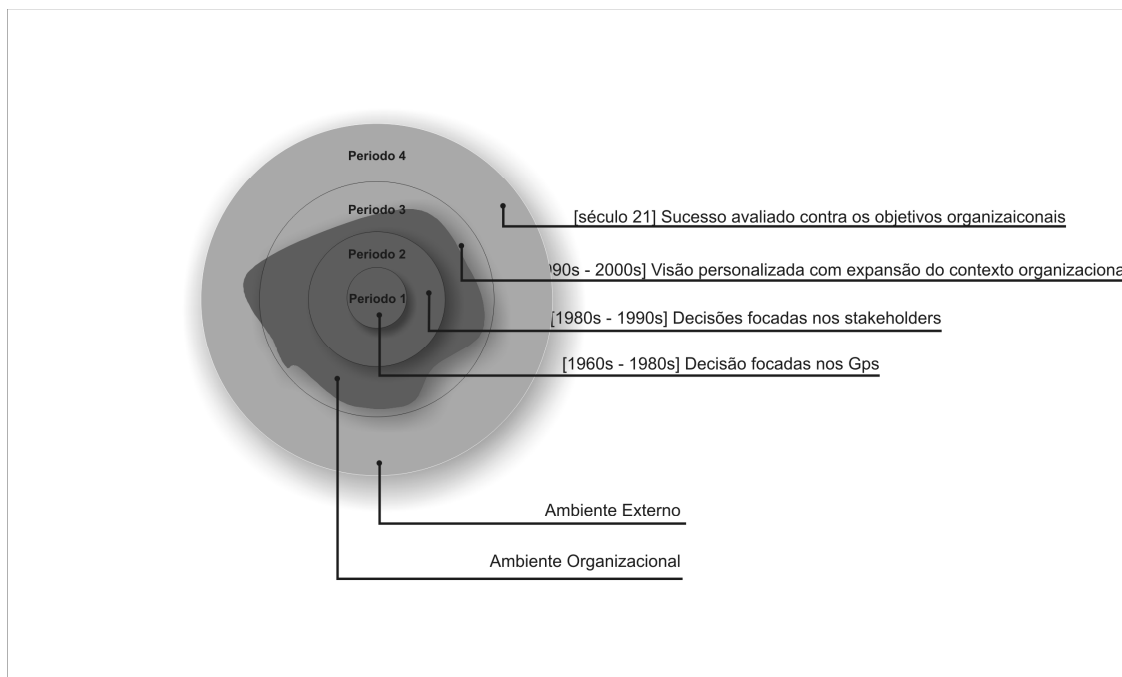 Periodo 4
Periodo 3
[século 21] Sucesso avaliado contra os objetivos organizaiconais
Periodo 2
90s - 2000s] Visão personalizada com expansão do contexto organizaciona
Periodo 1
[1980s - 1990s] Decisões focadas nos stakeholders
[1960s - 1980s] Decisão focadas nos Gps
Ambiente Externo
Ambiente Organizacional